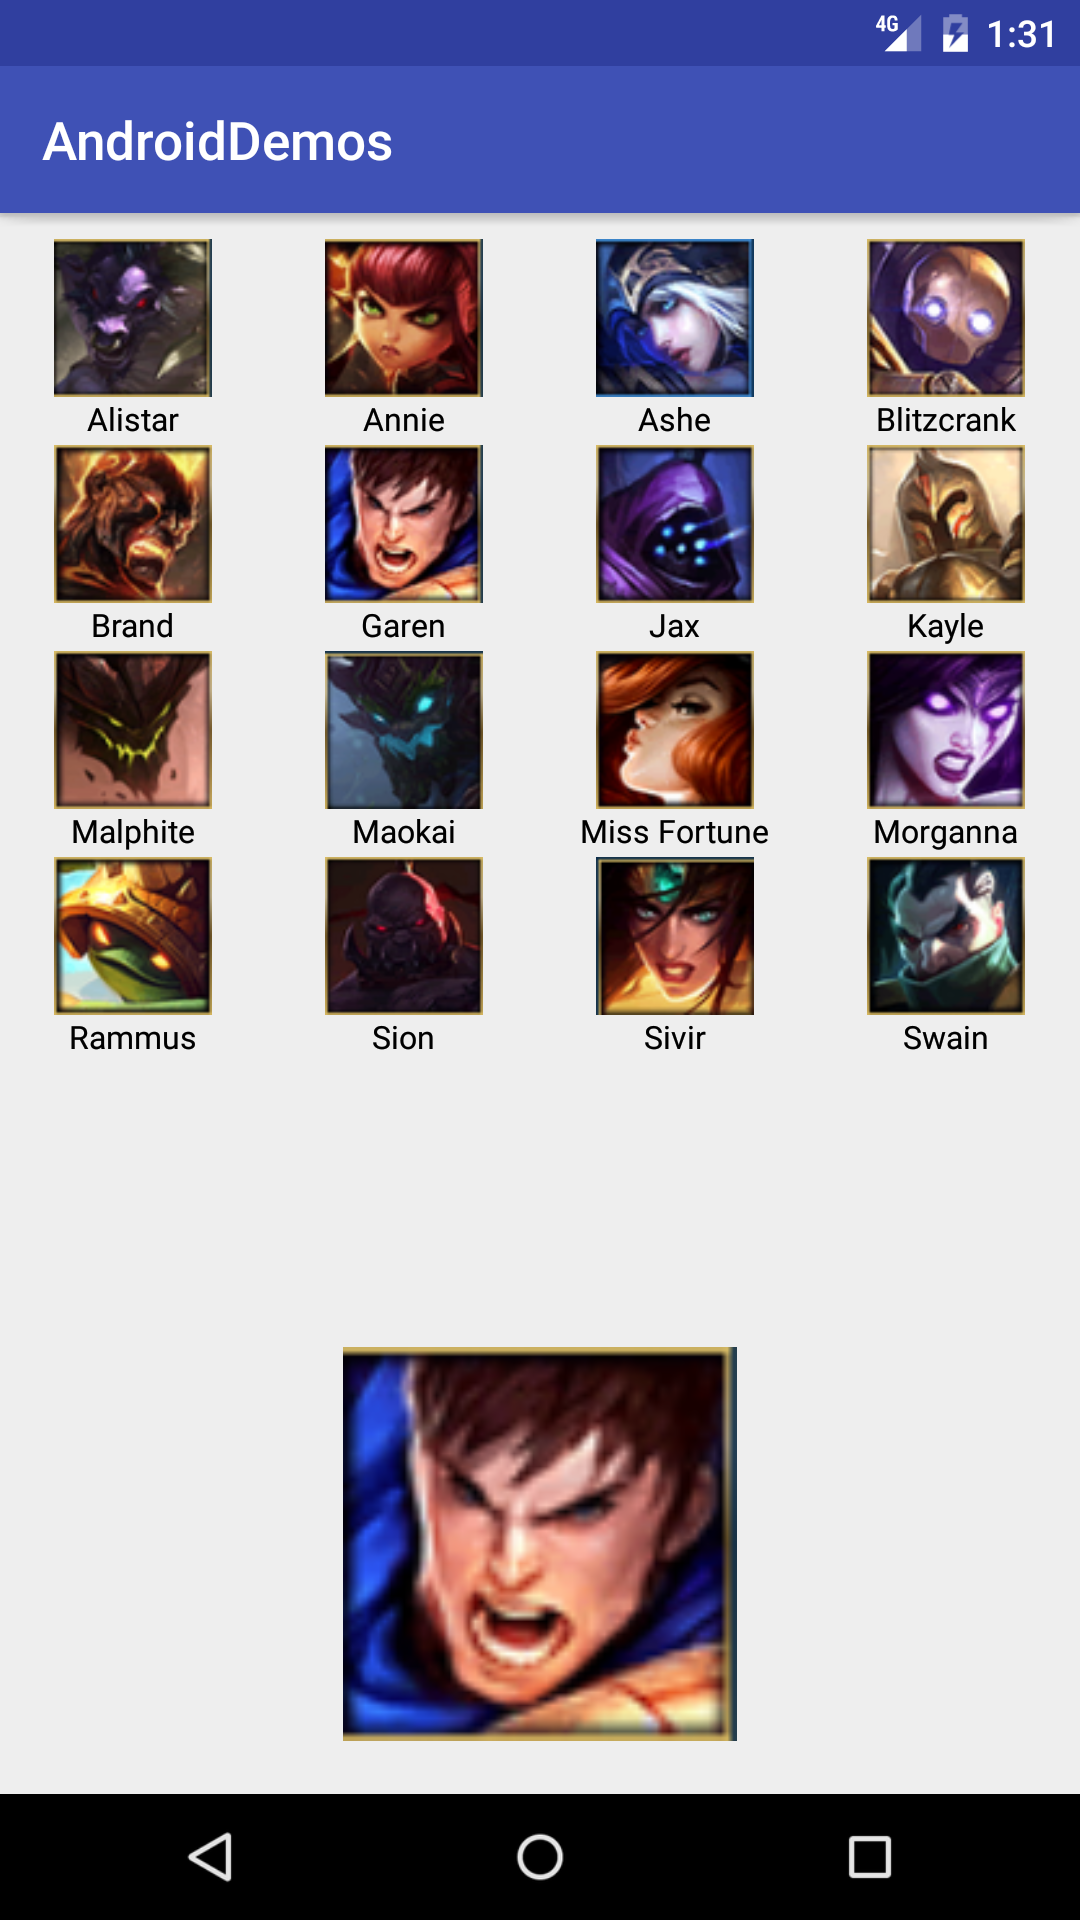 4G 1:31
AndroidDemos
Alistar Annie Ashe Blitzcrank
Brand Garen Jax Kayle
Malphite Maokai Miss Fortune Morganna
Rammus Sion Sivir Swain